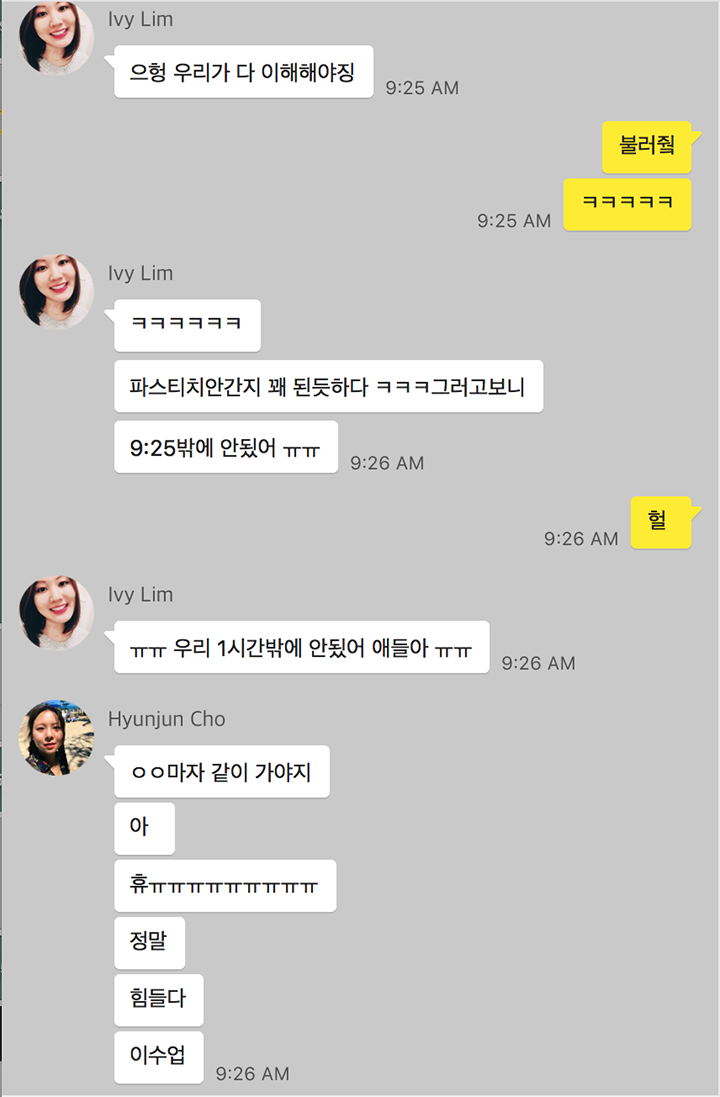 Ivy Lim
으헝 우리가 다 이해해야징
9:25 AM
불러줰
ㅋㅋㅋㅋㅋ
9:25 AM
Ivy Lim
ㅋㅋㅋㅋㅋㅋ
파스티치안간지 꽤 된듯하다 ㅋㅋㅋ그러고보니
9:25밖에 안됬어 ㅠㅠ
9:26 AM
헐
9:26 AM
Ivy Lim
ㅠㅠ 우리 1시간밖에 안됬어 애들아 ㅠㅠ
9:26 AM
Hyunjun Cho
ㅇㅇ마자 같이 가야지
아
휴ㅠㅠㅠㅠㅠㅠㅠㅠㅠ
정말
힘들다
이수업
9:26 AM